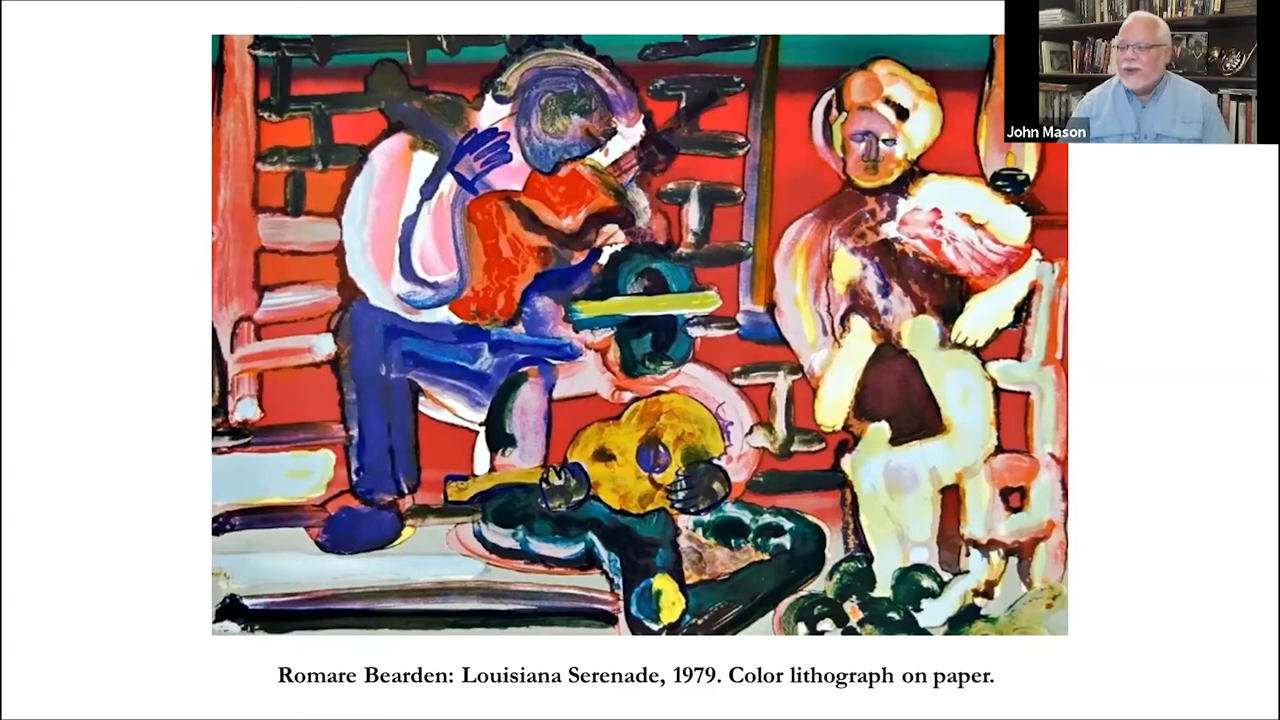 John Mason
Romare Bearden: Louisiana Serenade, 1979. Color lithograph on paper.